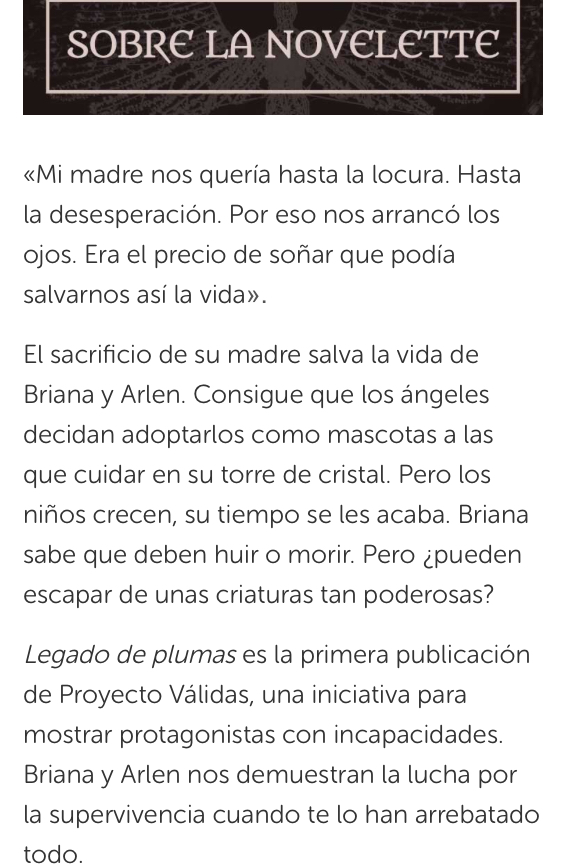 SOBRE LA NOVELETTE
«Mi madre nos quería hasta la locura. Hasta
la desesperación. Por eso nos arrancó los
ojos. Era el precio de soñar que podía
salvarnos así la vida».
El sacrificio de su madre salva la vida de
Briana y Arlen. Consigue que los ángeles
decidan adoptarlos como mascotas a las
que cuidar en su torre de cristal. Pero los
niños crecen, su tiempo se les acaba. Briana
sabe que deben huir o morir. Pero ¿pueden
escapar de unas criaturas tan poderosas?
Legado de plumas es la primera publicación
de Proyecto Válidas, una iniciativa para
mostrar protagonistas con incapacidades.
Briana y Arlen nos demuestran la lucha por
la supervivencia cuando te lo han arrebatado
todo.